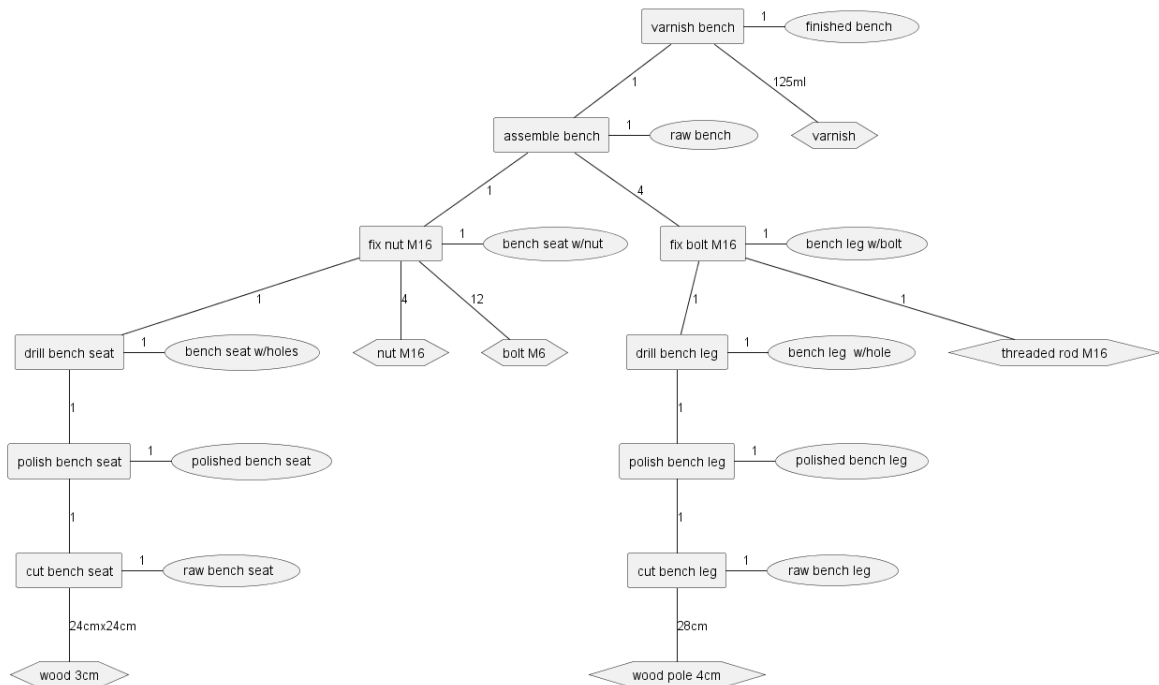 varnish bench
1
finished bench
1
125ml
assemble bench
1
raw bench
varnish
1
4
fix nut M16
1
bench seat w/nut
fix bolt M16
1
bench leg w/bolt
1
4
12
1
1
drill bench seat
1
bench seat w/holes
nut M16
bolt M6
drill bench leg
1
bench leg w/hole
threaded rod M16
1
1
polish bench seat
1
polished bench seat
polish bench leg
1
polished bench leg
1
1
cut bench seat
1
raw bench seat
cut bench leg
1
raw bench leg
24cmx24cm
28cm
wood 3cm
wood pole 4cm